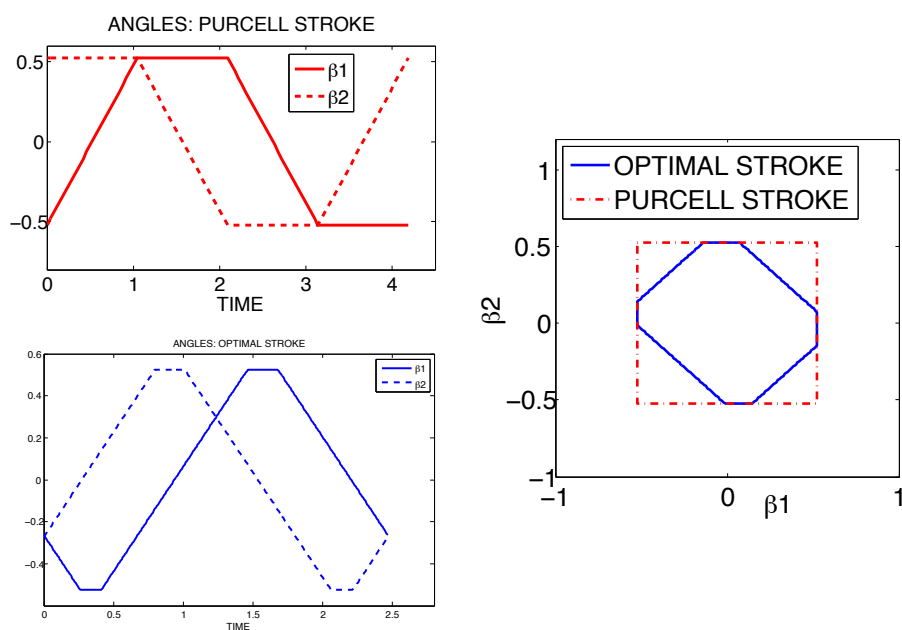 ANGLES: PURCELL STROKE
0.5
0
−0.5
β1
β2
0 1 2 3 4
TIME
ANGLES: OPTIMAL STROKE
0.6
0.4
0.2
0
−0.2
−0.4
β1
β2
0 0.5 1 1.5 2 2.5
TIME
1
0.5
0
−0.5
−1
β2
OPTIMAL STROKE
PURCELL STROKE
−1 0 1
β1